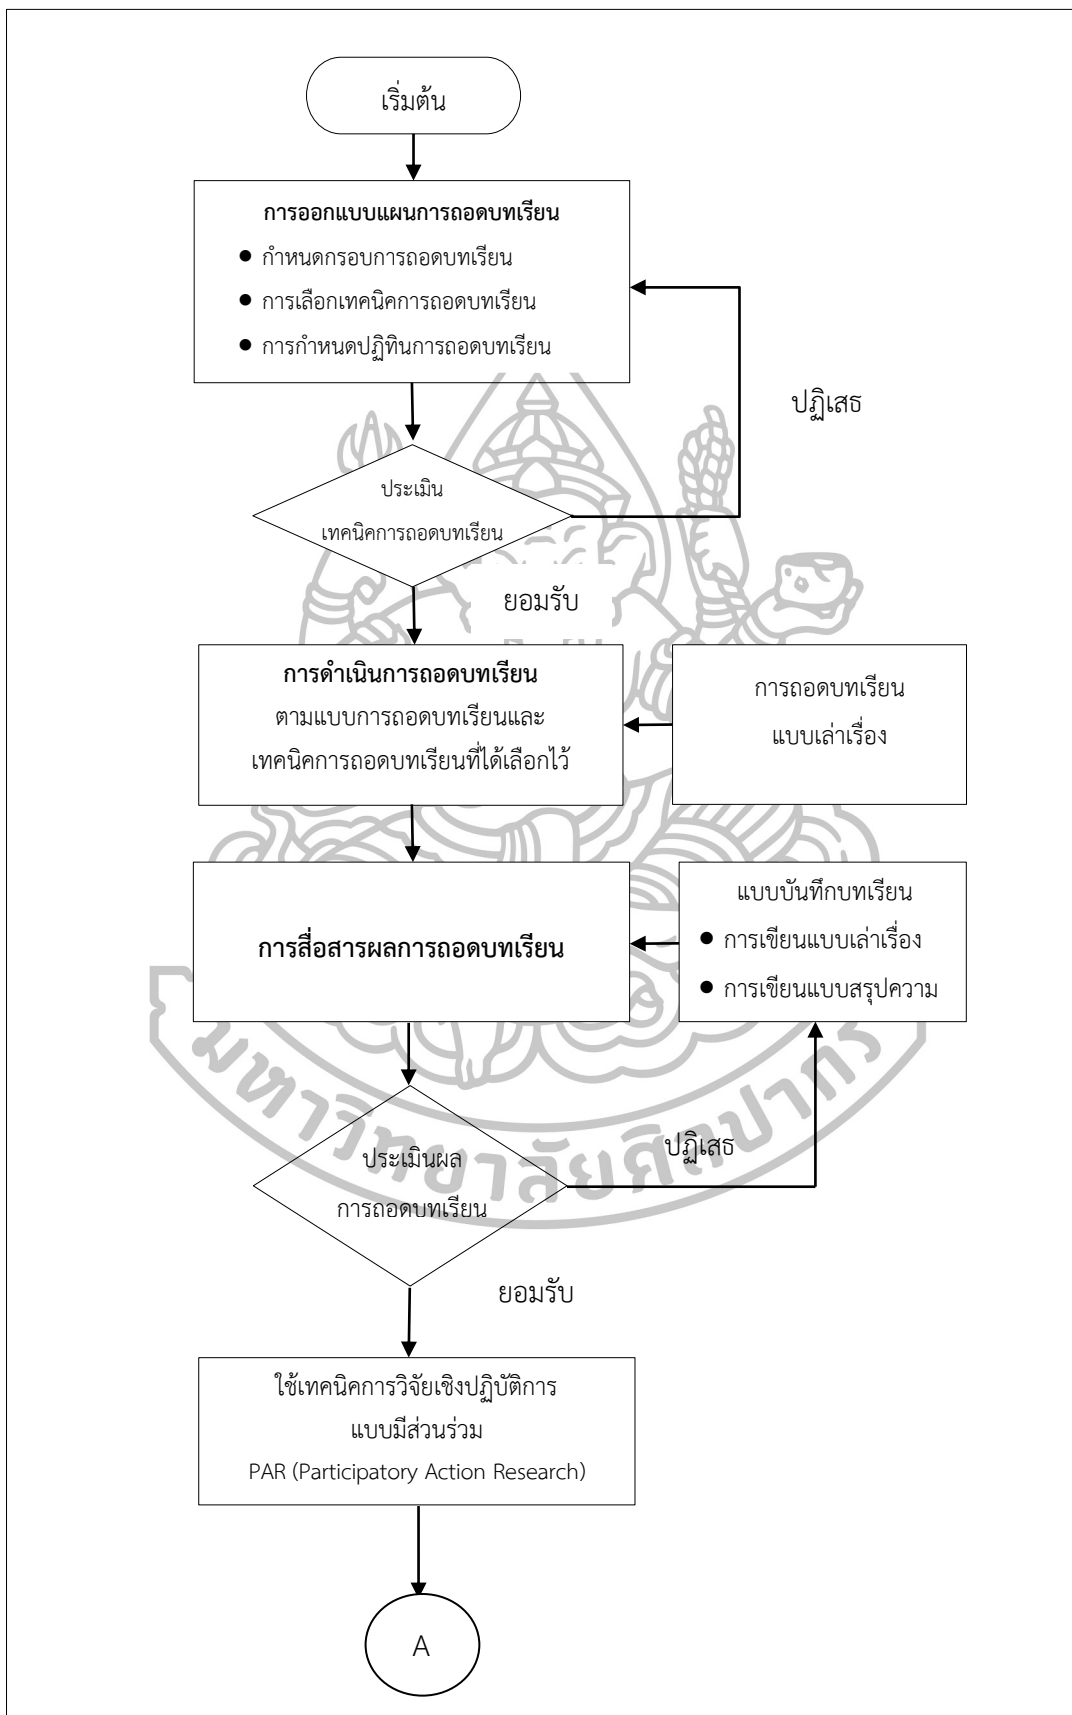 เริ่มต้น
การออกแบบแผนการถอดบทเรียน
● กำหนดกรอบการถอดบทเรียน
● การเลือกเทคนิคการถอดบทเรียน
● การกำหนดปฏิทินการถอดบทเรียน
ปฏิเสธ
ประเมิน
เทคนิคการถอดบทเรียน
ยอมรับ
การดำเนินการถอดบทเรียน
ตามแบบการถอดบทเรียนและ
เทคนิคการถอดบทเรียนที่ได้เลือกไว้
การถอดบทเรียน
แบบเล่าเรื่อง
การสื่อสารผลการถอดบทเรียน
แบบบันทึกบทเรียน
● การเขียนแบบเล่าเรื่อง
● การเขียนแบบสรุปความ
ประเมินผล
การถอดบทเรียน
ปฏิเสธ
ยอมรับ
ใช้เทคนิคการวิจัยเชิงปฏิบัติการ
แบบมีส่วนร่วม
PAR (Participatory Action Research)
A
มหาวิทยาลัยศิลปากร